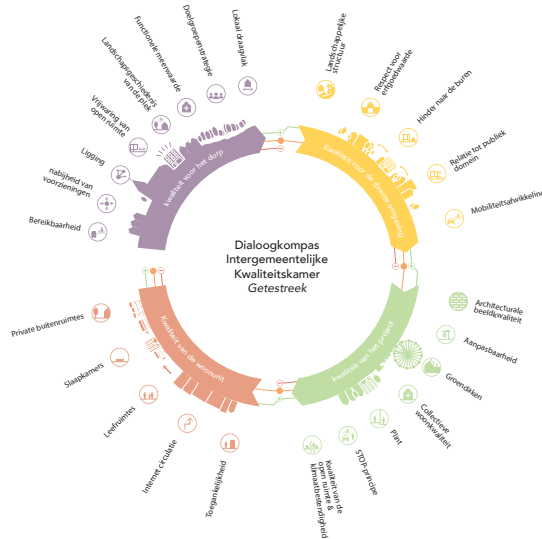 Dialoogkompas
Intergemeentelijke
Kwaliteitskamer
Getestreek
kwaliteit voor het dorp
Bereikbaarheid
nabijheid van
voorzieningen
Ligging
Vrijwaring van
open ruimte
Landschapsgeschiedenis
van de plek
Functionele meerwaarde
Doelgroepenstrategie
Lokaal draagvlak
Kwaliteit voor de directe omgeving
Landschappelijke
structuur
Respect voor
erfgoedwaarde
Hinder naar de buren
Relatie tot publiek
domein
Mobiliteitsafwikkeling
kwaliteit van het project
Architecturale
beeldkwaliteit
Aanpasbaarheid
Groendaken
Collectieve
woonkwaliteit
Plint
STOP-principe
Kwaliteit van de
open ruimte &
klimaatbestendigheid
Kwaliteit van de woonunit
Toegankelijkheid
Internet circulatie
Leefruimtes
Slaapkamers
Private buitenruimtes